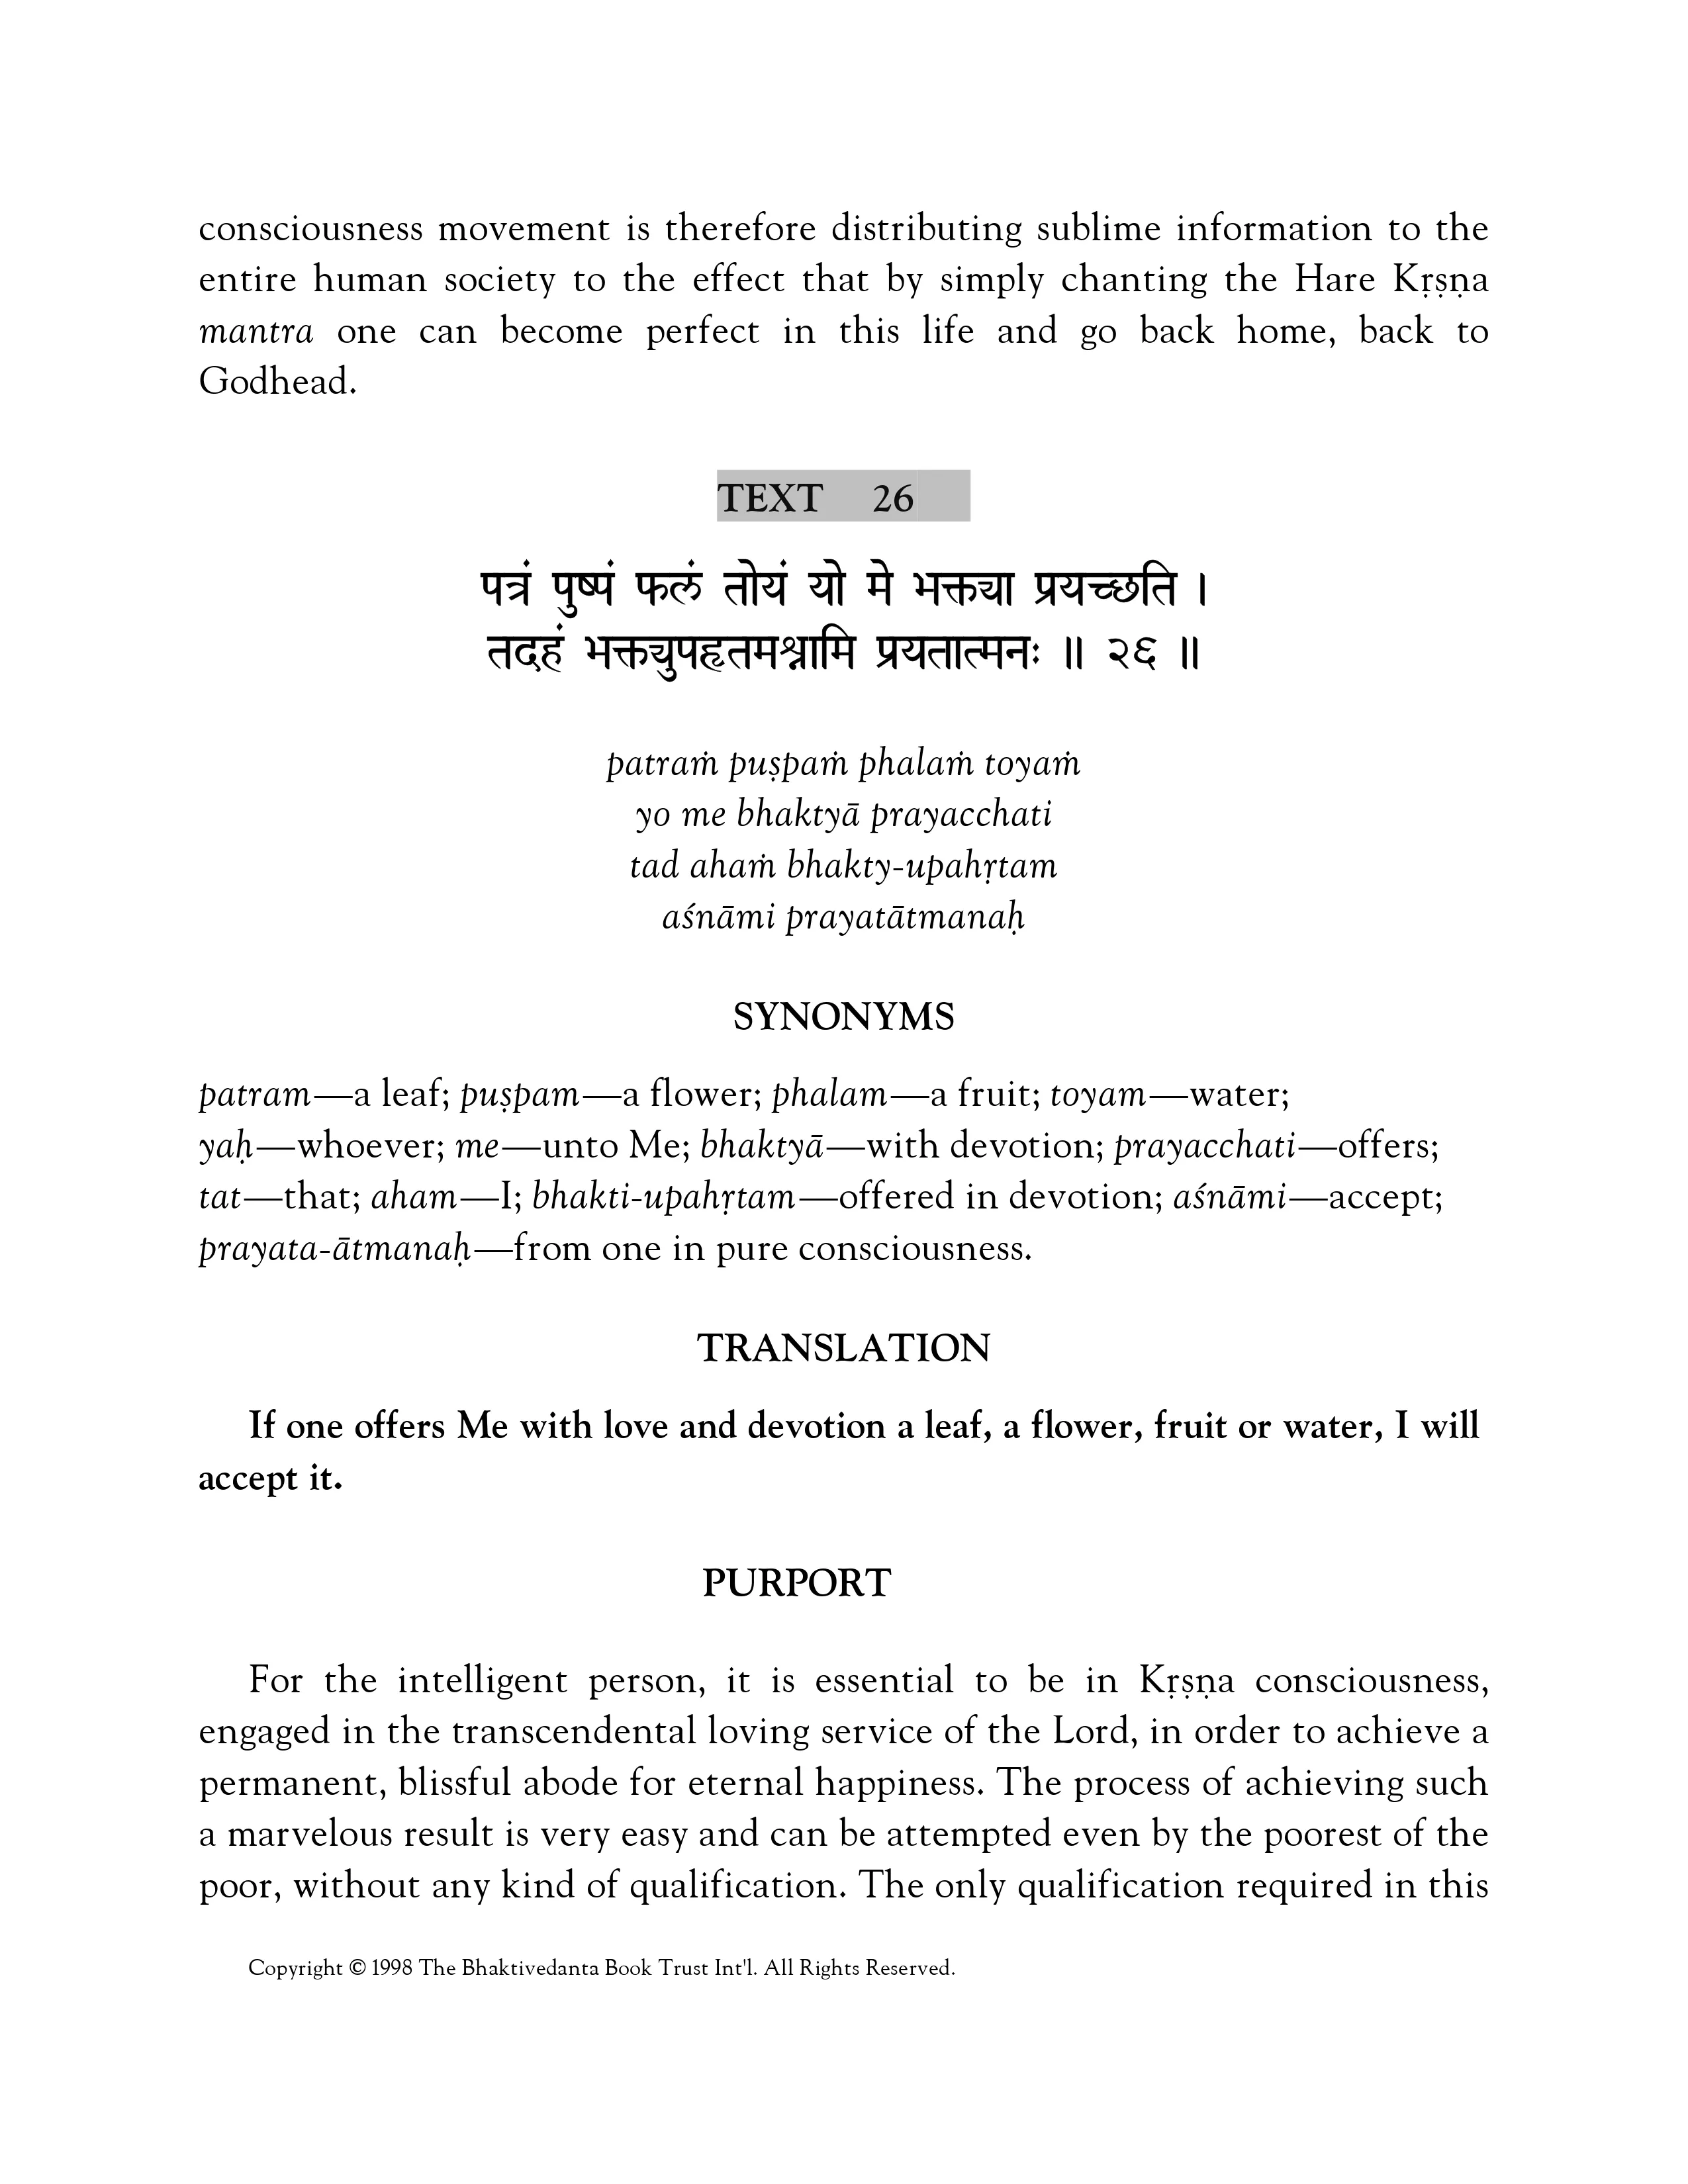 consciousness movement is therefore distributing sublime information to the
entire human society to the effect that by simply chanting the Hare Kṛṣṇa
mantra one can become perfect in this life and go back home, back to
Godhead.
TEXT 26
पत्रं पुष्पं फलं तोयं यो मे भक्त्या प्रयच्छति ।
तदहं भक्त्युपहृतमश्नामि प्रयतात्मनः ॥ २६ ॥
patraṁ puṣpaṁ phalaṁ toyaṁ
yo me bhaktyā prayacchati
tad ahaṁ bhakty-upahṛtam
aśnāmi prayatātmanaḥ
SYNONYMS
patram—a leaf; puṣpam—a flower; phalam—a fruit; toyam—water;
yaḥ—whoever; me—unto Me; bhaktyā—with devotion; prayacchati—offers;
tat—that; aham—I; bhakti-upahṛtam—offered in devotion; aśnāmi—accept;
prayata-ātmanaḥ—from one in pure consciousness.
TRANSLATION
If one offers Me with love and devotion a leaf, a flower, fruit or water, I will
accept it.
PURPORT
For the intelligent person, it is essential to be in Kṛṣṇa consciousness,
engaged in the transcendental loving service of the Lord, in order to achieve a
permanent, blissful abode for eternal happiness. The process of achieving such
a marvelous result is very easy and can be attempted even by the poorest of the
poor, without any kind of qualification. The only qualification required in this
Copyright © 1998 The Bhaktivedanta Book Trust Int'l. All Rights Reserved.